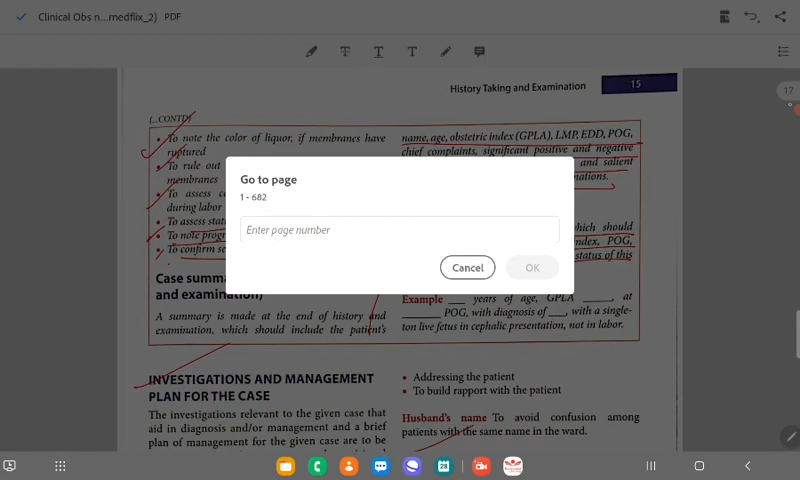 Clinical Obs n...medflix_2) PDF
T T T
History Taking and Examination 15
17
(...CONTD)
• To note the color of liquor, if membranes have
ruptured
• To rule out
membranes
• To assess c
during labor
• To assess stat
• To note progr
• To confirm se
Case summa
and examination)
A summary is made at the end of history and
examination, which should include the patient's
name, age, obstetric index (GPLA), LMP, EDD, POG,
chief complaints, significant positive and negative
and salient
nations.
which should
index, POG,
status of this
Example ___ years of age, GPLA ___, at
___ POG, with diagnosis of ___, with a single-
ton live fetus in cephalic presentation, not in labor.
Go to page
1 - 682
Enter page number
Cancel OK
INVESTIGATIONS AND MANAGEMENT
PLAN FOR THE CASE
The investigations relevant to the given case that
aid in diagnosis and/or management and a brief
plan of management for the given case are to be
• Addressing the patient
• To build rapport with the patient
Husband's name To avoid confusion among
patients with the same name in the ward.
28